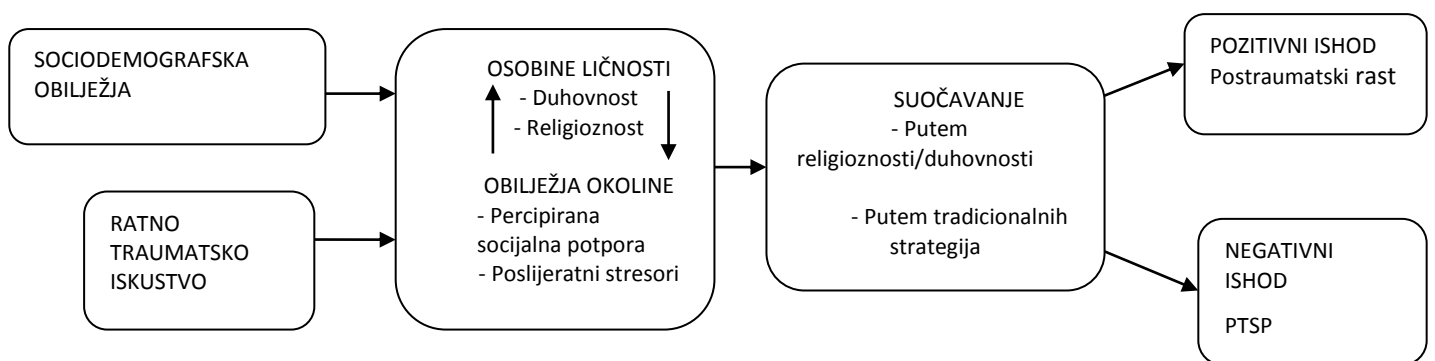 SOCIODEMOGRAFSKA
OBILJEŽJA
RATNO
TRAUMATSKO
ISKUSTVO
OSOBINE LIČNOSTI
- Duhovnost
- Religioznost
OBILJEŽJA OKOLINE
- Percipirana
socijalna potpora
- Poslijeratni stresori
SUOČAVANJE
- Putem
religioznosti/duhovnosti
- Putem tradicionalnih
strategija
POZITIVNI ISHOD
Postraumatski rast
NEGATIVNI
ISHOD
PTSP